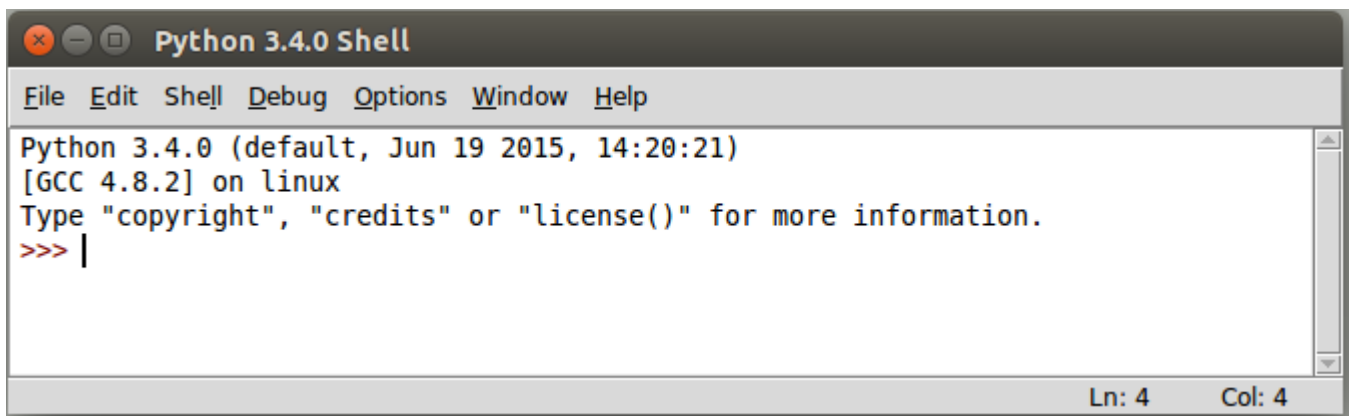 Python 3.4.0 Shell
File Edit Shell Debug Options Window Help
Python 3.4.0 (default, Jun 19 2015, 14:20:21)
[GCC 4.8.2] on linux
Type "copyright", "credits" or "license()" for more information.
>>>
Ln: 4 Col: 4